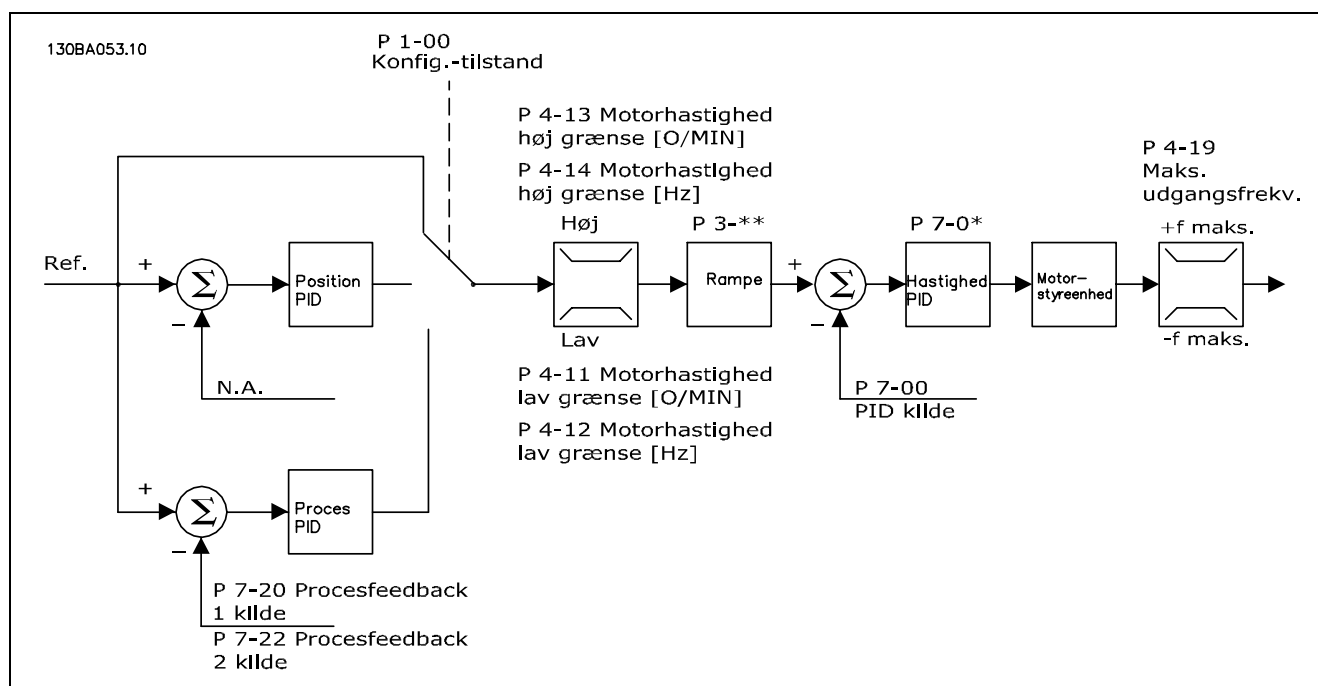 130BA053.10
P 1-00
Konfig.-tilstand
P 4-13 Motorhastighed
høj grænse [O/MIN]
P 4-14 Motorhastighed
høj grænse [Hz]
P 4-19
Maks.
udgangsfrekv.
Høj
P 3-**
P 7-0*
+f maks.
Ref.
+
Σ
Position
PID
Rampe
+
Σ
Hastighed
PID
Motor-
styreenhed
−
−
Lav
-f maks.
N.A.
P 4-11 Motorhastighed
lav grænse [O/MIN]
P 4-12 Motorhastighed
lav grænse [Hz]
P 7-00
PID kilde
+
Σ
Proces
PID
−
P 7-20 Procesfeedback
1 kilde
P 7-22 Procesfeedback
2 kilde